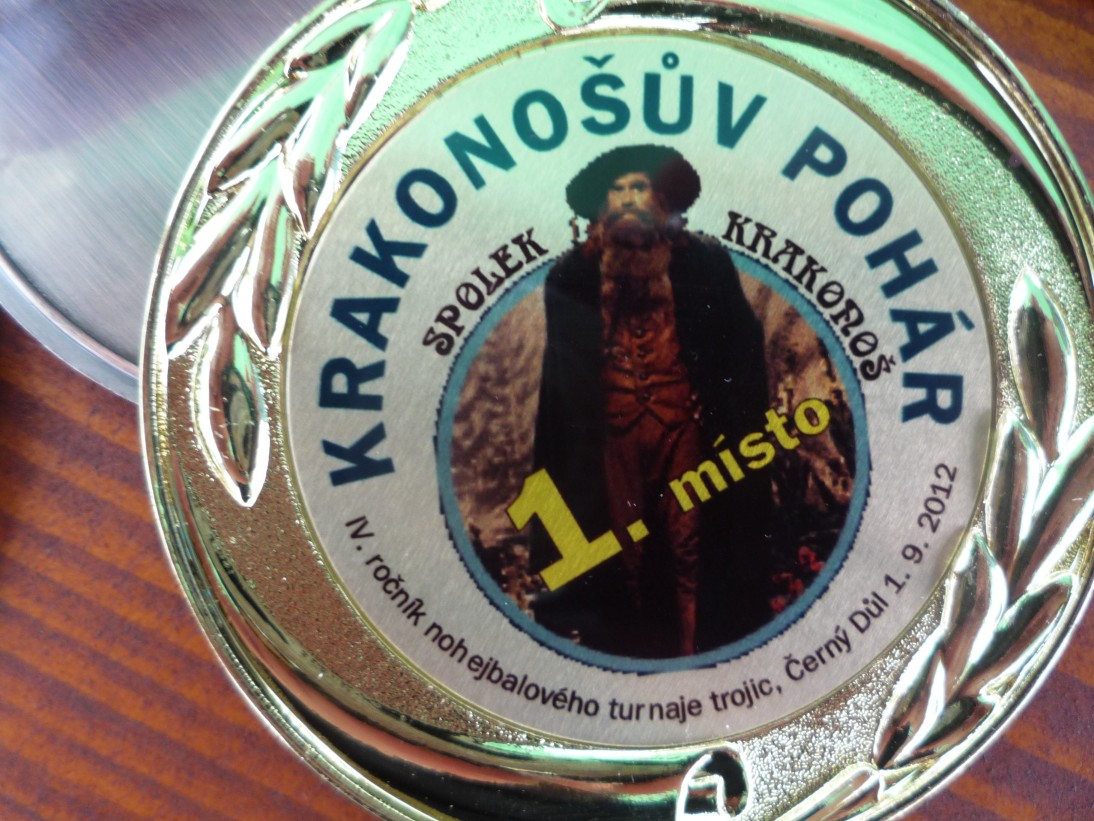 KRAKONOŠŮV POHÁR
SPOLEK KRAKONOŠ
1. místo
IV. ročník nohejbalového turnaje trojic, Černý Důl 1. 9. 2012